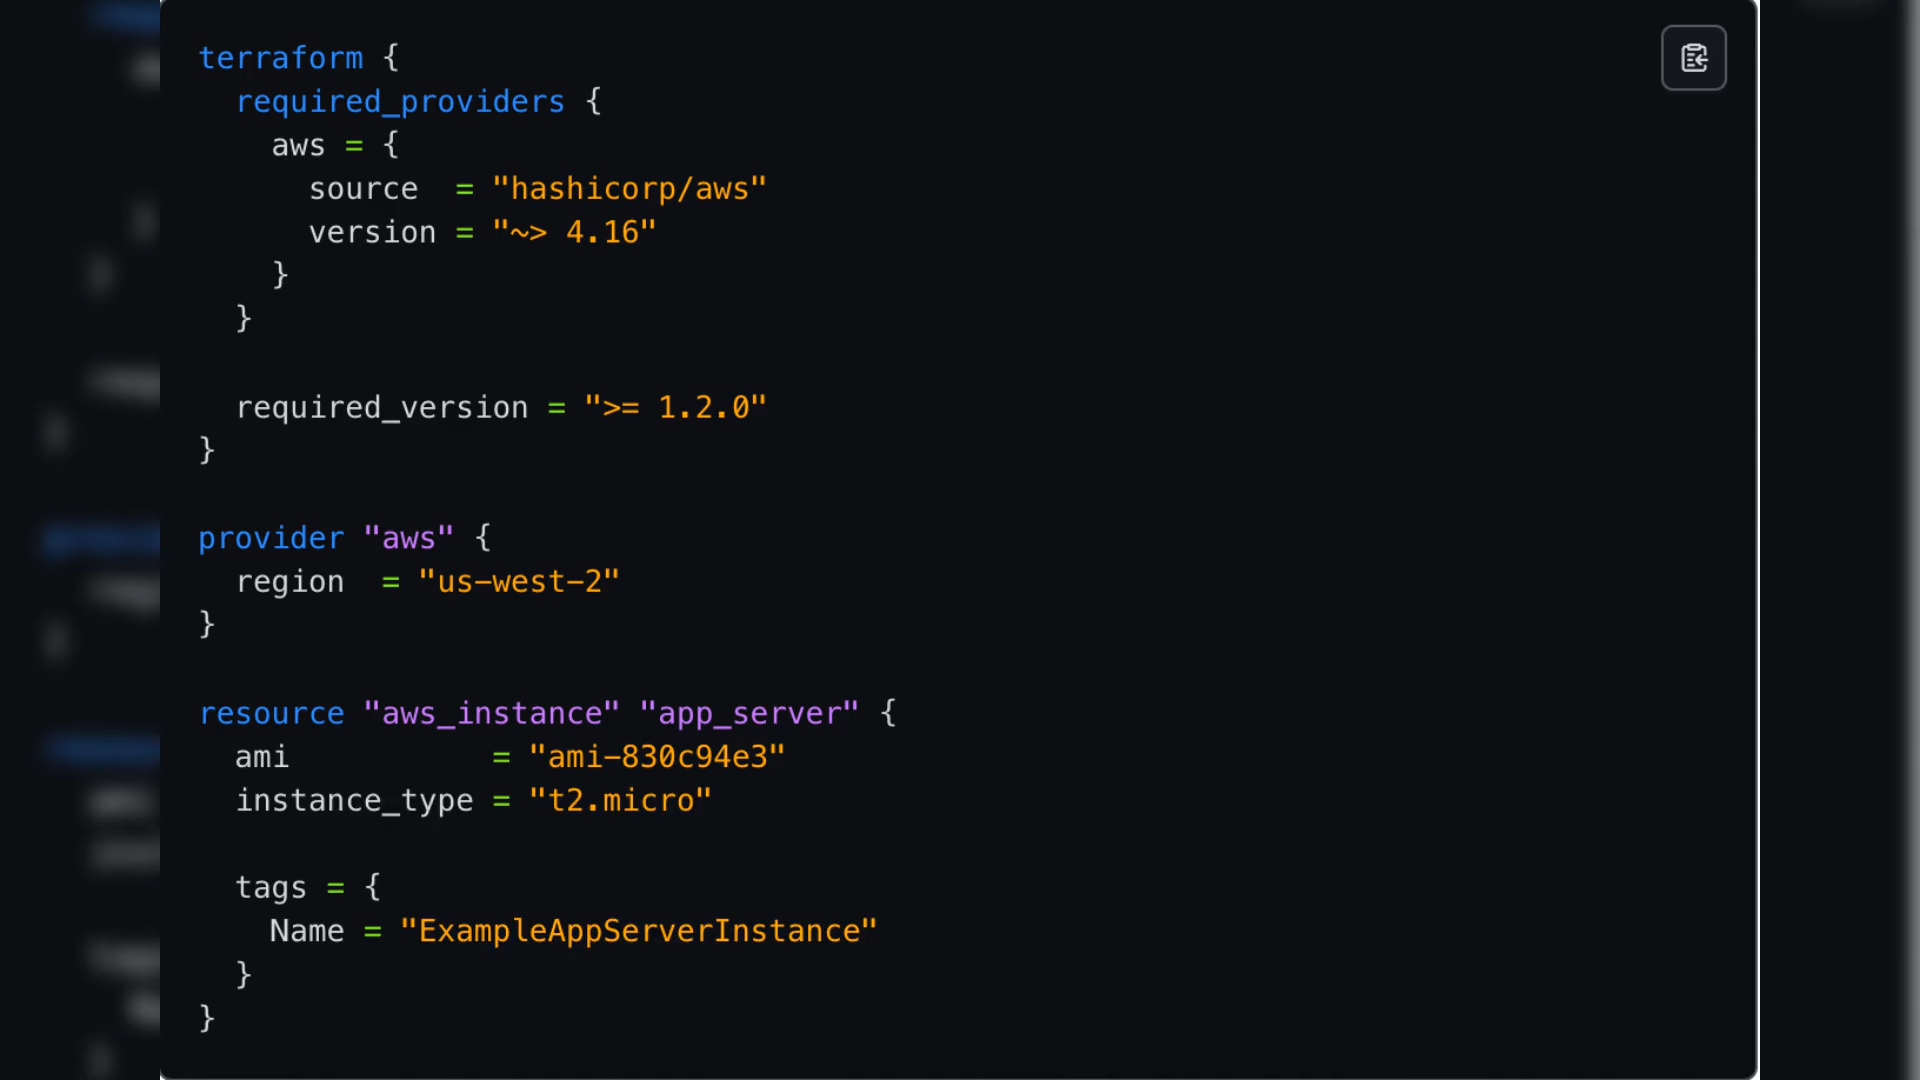 terraform {
  required_providers {
    aws = {
      source  = "hashicorp/aws"
      version = "~> 4.16"
    }
  }

  required_version = ">= 1.2.0"
}

provider "aws" {
  region  = "us-west-2"
}

resource "aws_instance" "app_server" {
  ami           = "ami-830c94e3"
  instance_type = "t2.micro"

  tags = {
    Name = "ExampleAppServerInstance"
  }
}